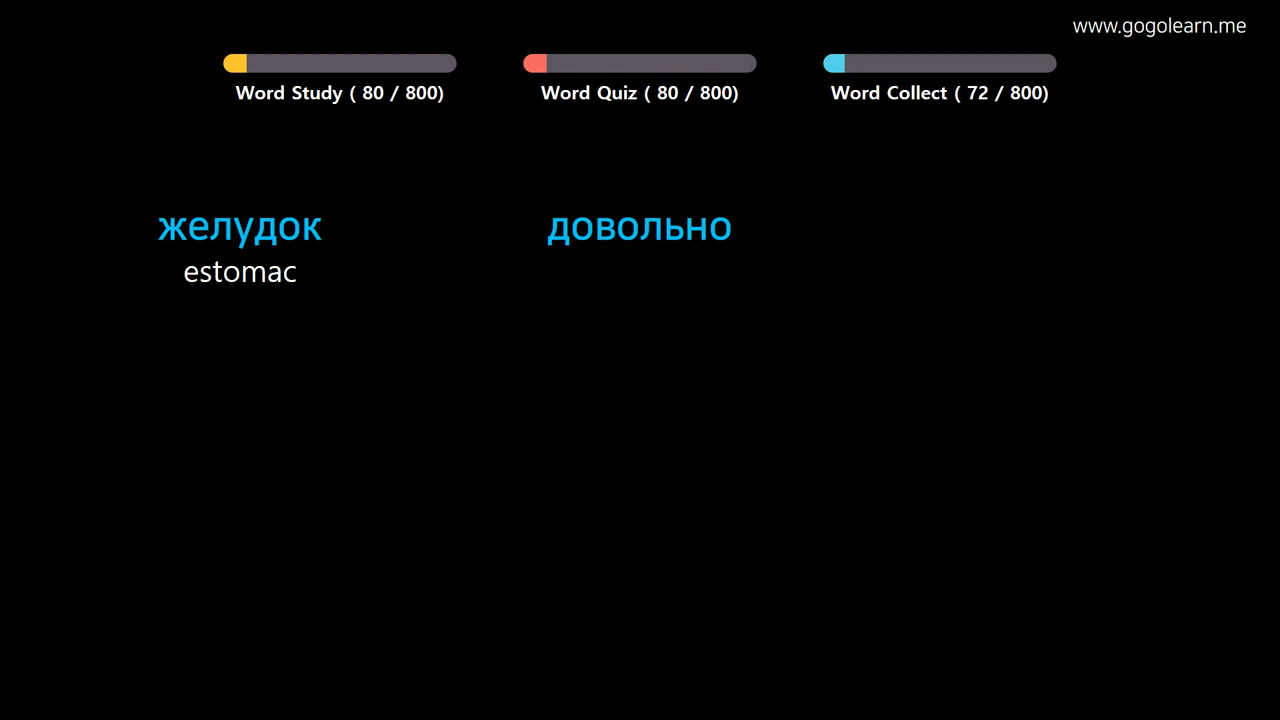 www.gogolearn.me
Word Study ( 80 / 800)
Word Quiz ( 80 / 800)
Word Collect ( 72 / 800)
желудок
estomac
довольно